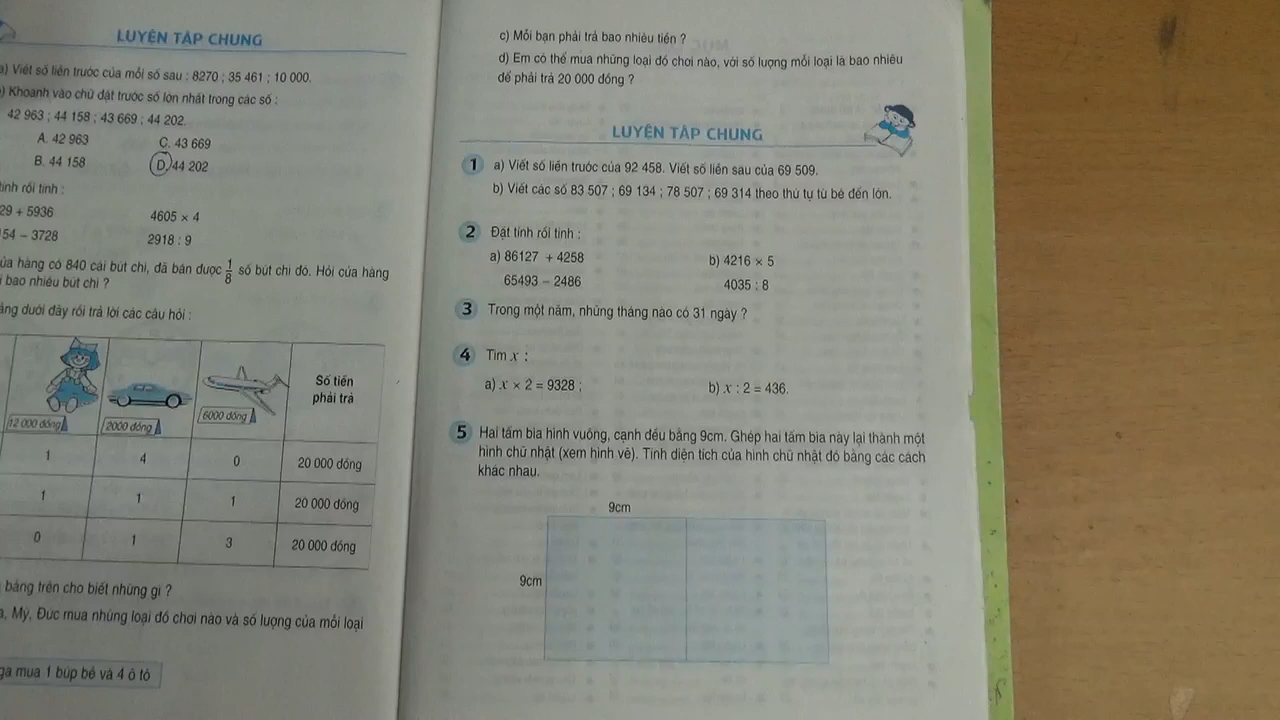 LUYỆN TẬP CHUNG
a) Viết số liền trước của mỗi số sau : 8270 ; 35 461 ; 10 000.
b) Khoanh vào chữ đặt trước số lớn nhất trong các số :
42 963 ; 44 158 ; 43 669 ; 44 202.
A. 42 963 C. 43 669
B. 44 158 D. 44 202
tính rồi tính :
29 + 5936 4605 × 4
154 – 3728 2918 : 9
hàng có 840 cái bút chì, đã bán được 1/8 số bút chì đó. Hỏi cửa hàng
bao nhiêu bút chì ?
dưới đây rồi trả lời các câu hỏi :
Số tiền
phải trả
12 000 đồng 2000 đồng 6000 đồng
1 4 0 20 000 đồng
1 1 1 20 000 đồng
0 1 3 20 000 đồng
bảng trên cho biết những gì ?
Mỹ, Đức mua những loại đồ chơi nào và số lượng của mỗi loại
mua 1 búp bê và 4 ô tô
c) Mỗi bạn phải trả bao nhiêu tiền ?
d) Em có thể mua những loại đồ chơi nào, với số lượng mỗi loại là bao nhiêu
để phải trả 20 000 đồng ?
LUYỆN TẬP CHUNG
1 a) Viết số liền trước của 92 458. Viết số liền sau của 69 509.
b) Viết các số 83 507 ; 69 134 ; 78 507 ; 69 314 theo thứ tự từ bé đến lớn.
2 Đặt tính rồi tính :
a) 86127 + 4258 b) 4216 × 5
65493 – 2486 4035 : 8
3 Trong một năm, những tháng nào có 31 ngày ?
4 Tìm x :
a) x × 2 = 9328 ; b) x : 2 = 436.
5 Hai tấm bìa hình vuông, cạnh đều bằng 9cm. Ghép hai tấm bìa này lại thành một
hình chữ nhật (xem hình vẽ). Tính diện tích của hình chữ nhật đó bằng các cách
khác nhau.
9cm
9cm